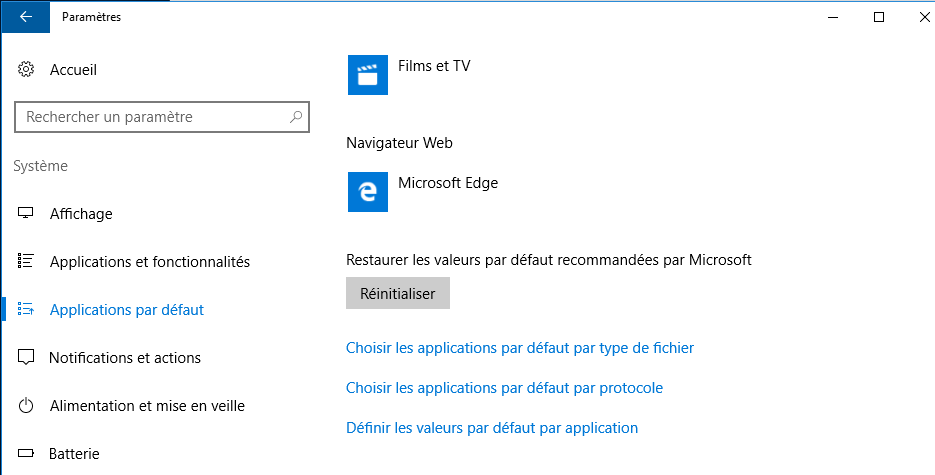 Paramètres
Accueil
Rechercher un paramètre
Système
Affichage
Applications et fonctionnalités
Applications par défaut
Notifications et actions
Alimentation et mise en veille
Batterie
Films et TV
Navigateur Web
Microsoft Edge
Restaurer les valeurs par défaut recommandées par Microsoft
Réinitialiser
Choisir les applications par défaut par type de fichier
Choisir les applications par défaut par protocole
Définir les valeurs par défaut par application